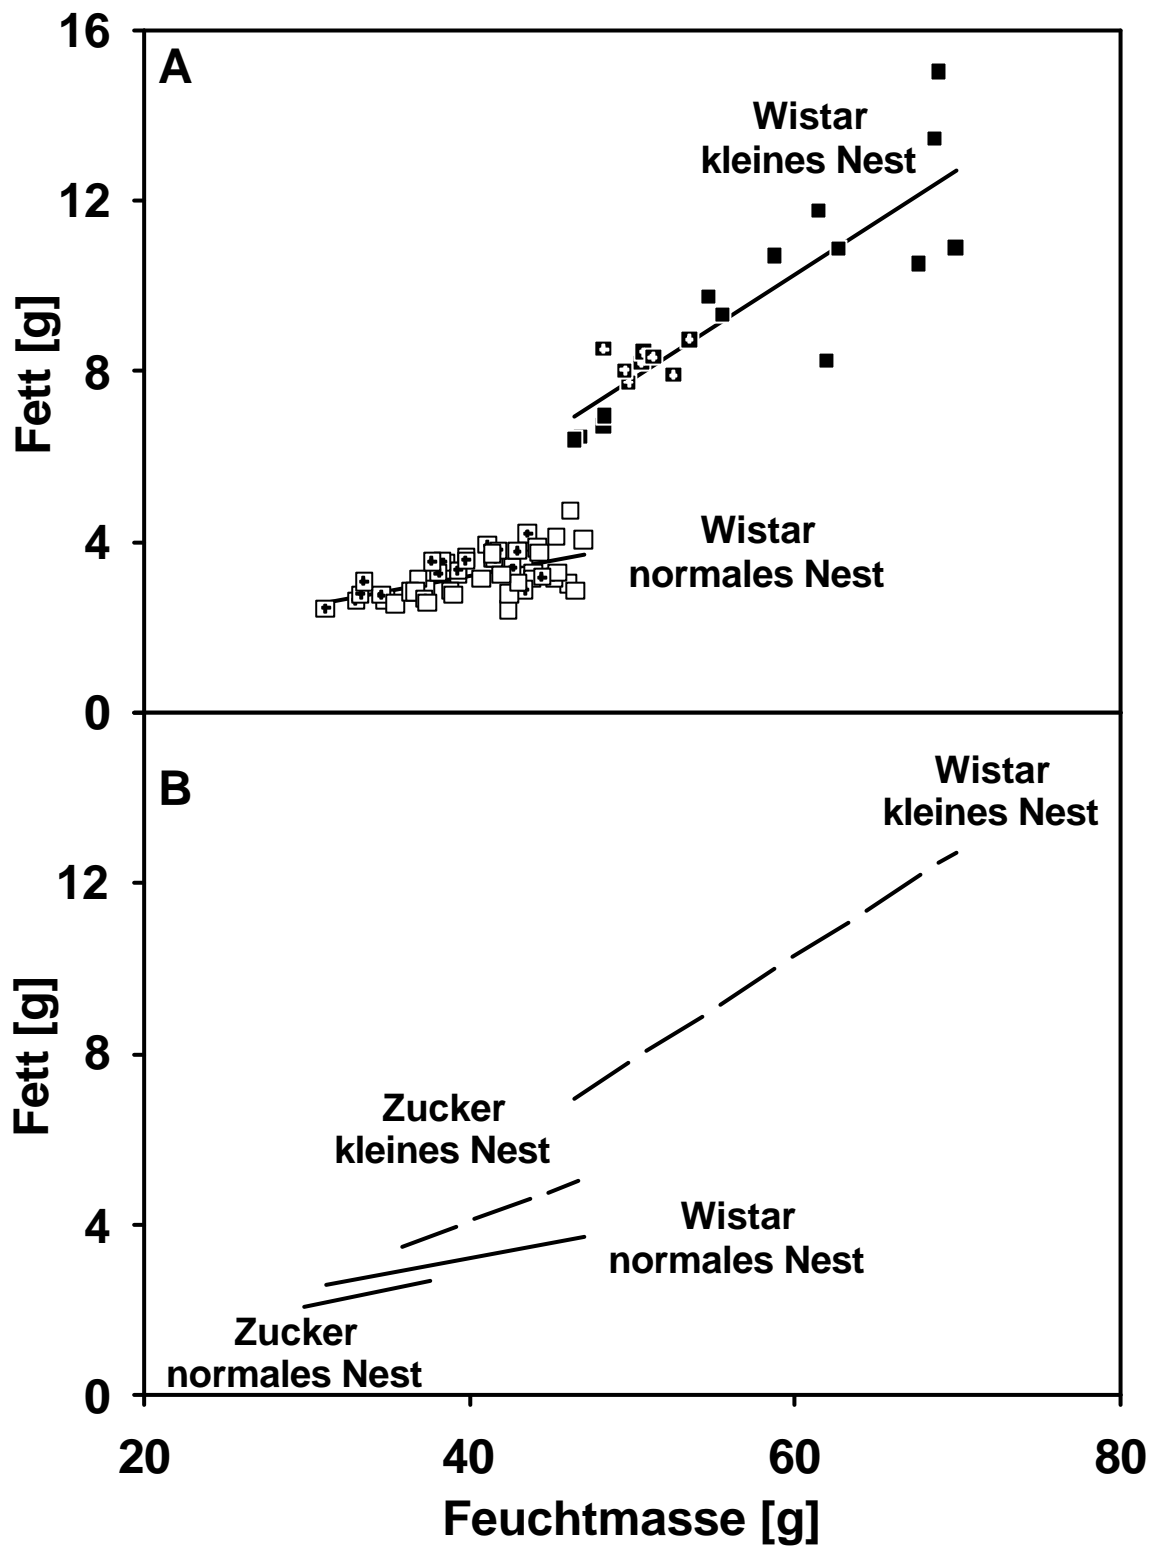 16
A
Wistar
kleines Nest
12
Fett [g]
8
4
Wistar
normales Nest
0
B
Wistar
kleines Nest
12
Fett [g]
8
Zucker
kleines Nest
4
Wistar
normales Nest
Zucker
normales Nest
0
20 40 60 80
Feuchtmasse [g]